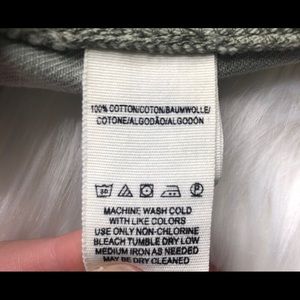 100% COTTON/COTON/BAUMWOLLE/
COTONE/ALGODÃO/ALGODÓN
30
P
MACHINE WASH COLD
WITH LIKE COLORS
USE ONLY NON-CHLORINE
BLEACH TUMBLE DRY LOW
MEDIUM IRON AS NEEDED
MAY BE DRY CLEANED